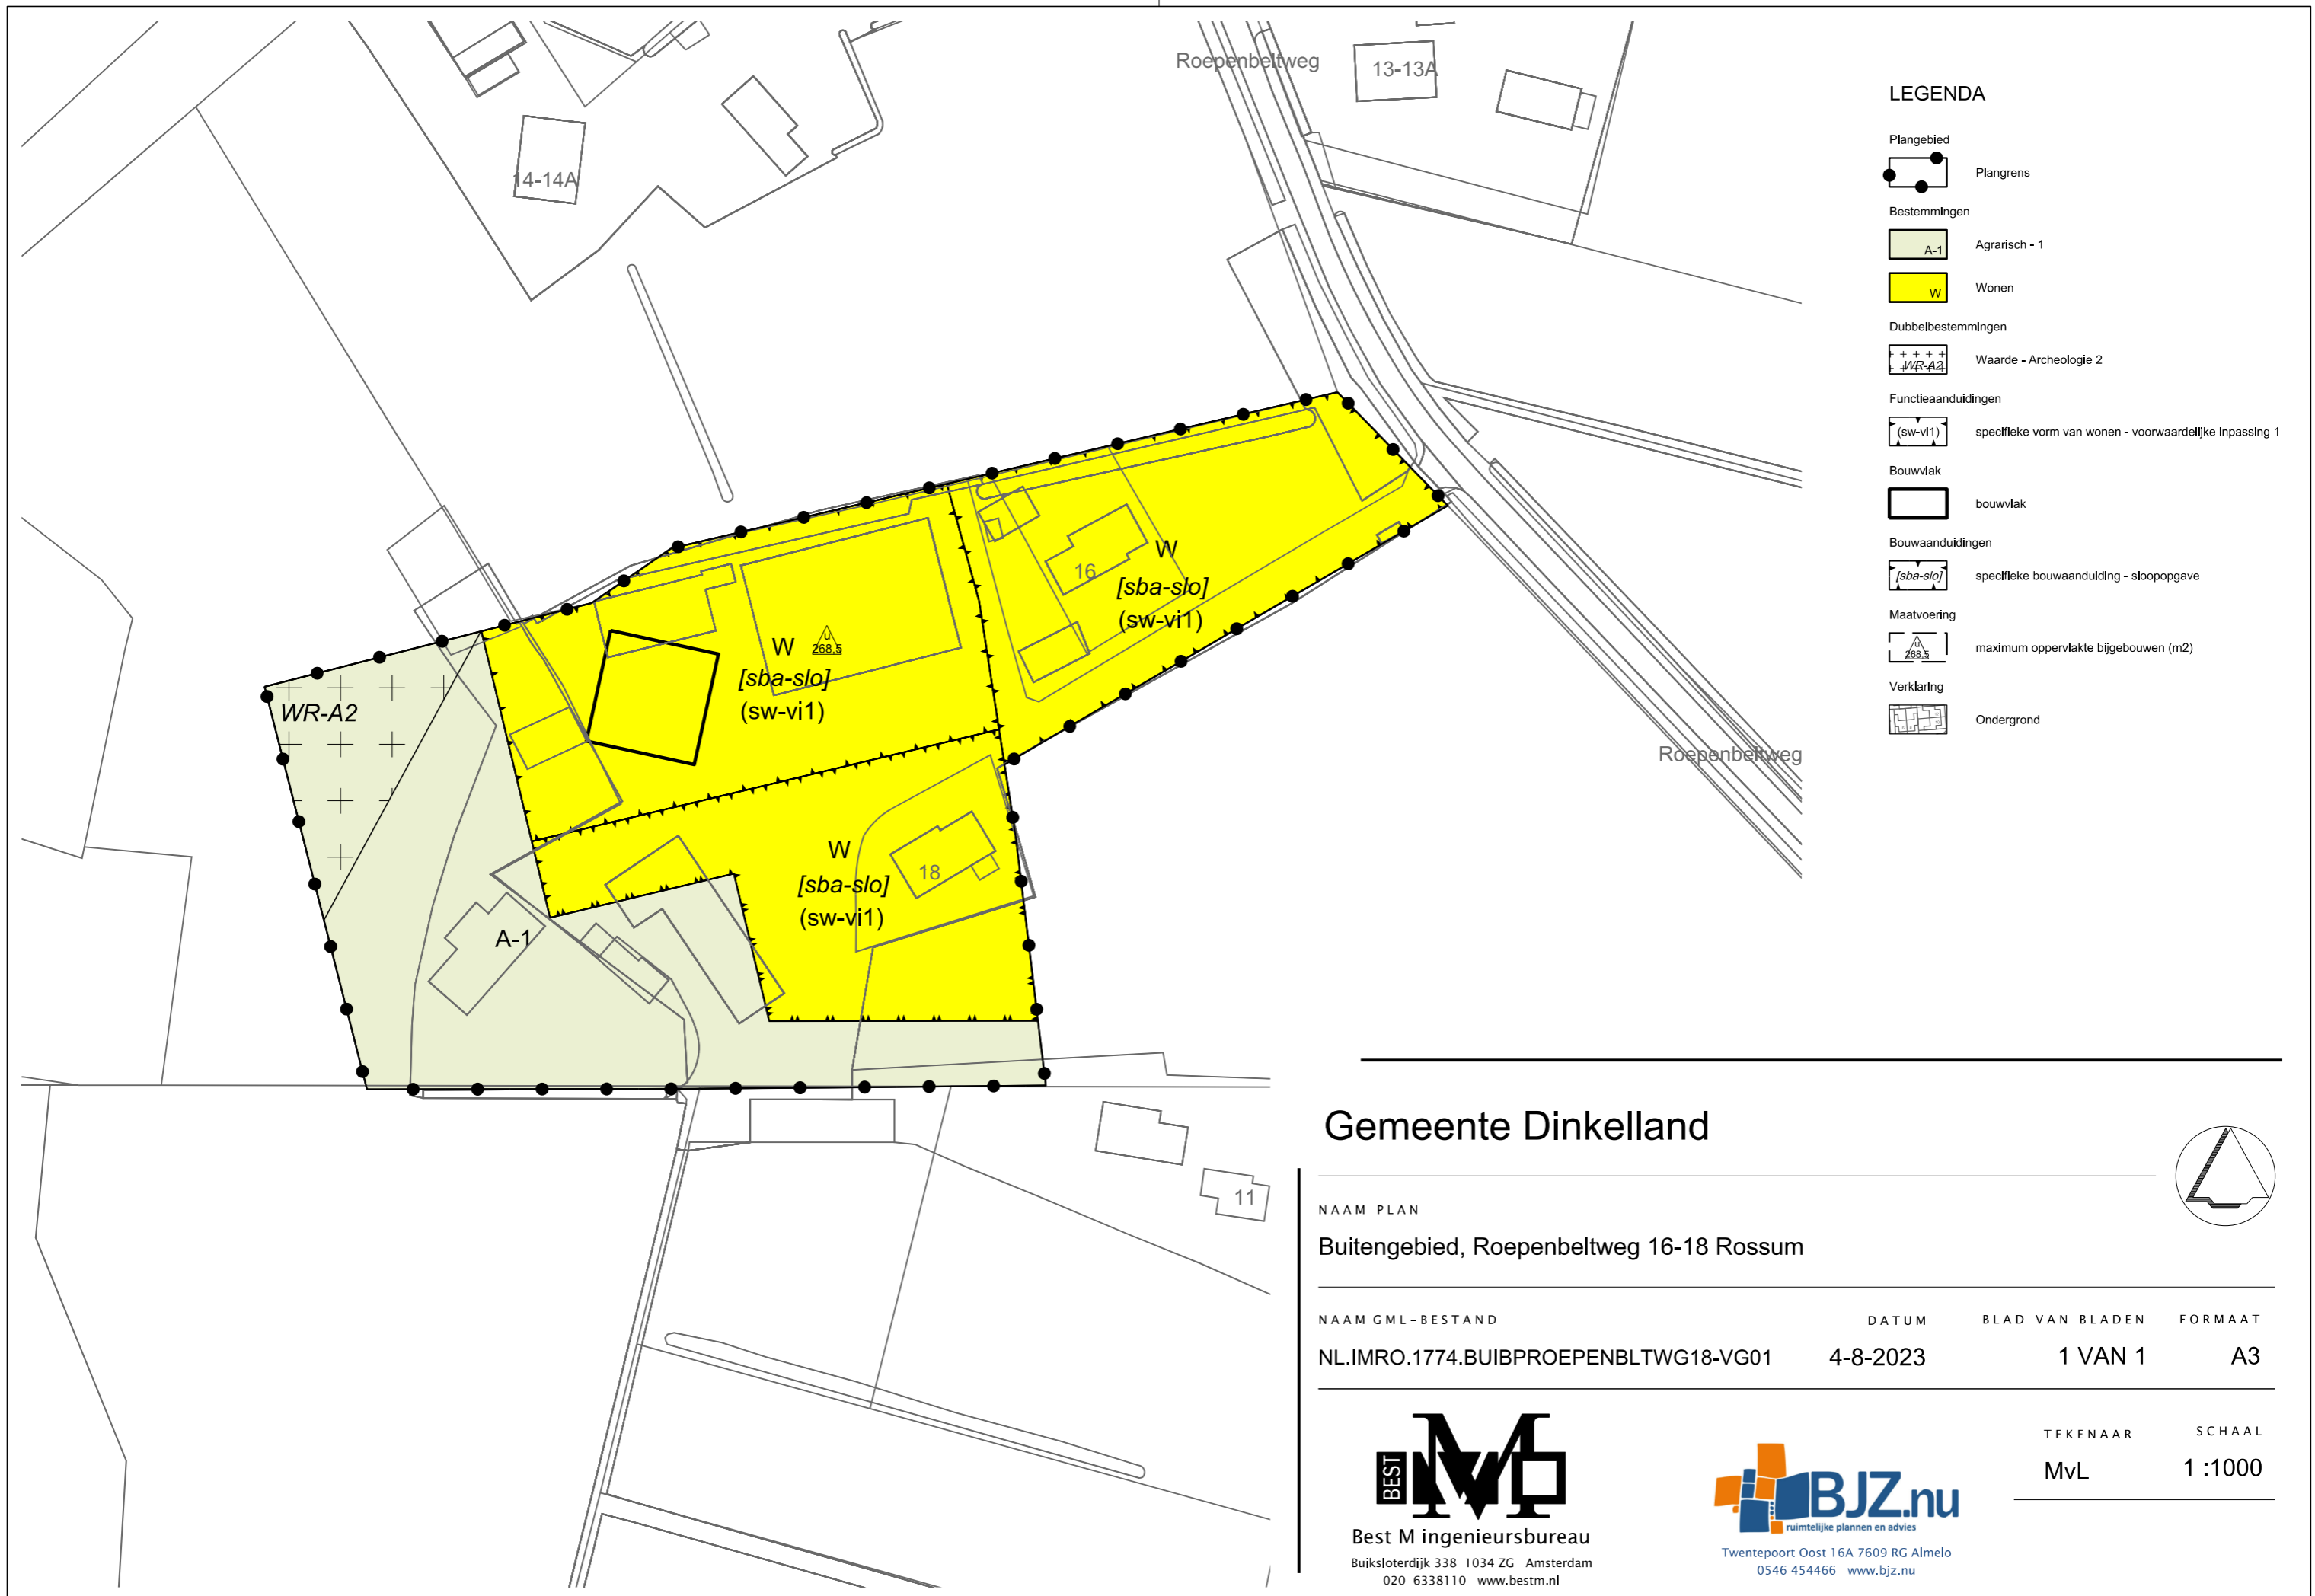 Roepenbeltweg
13-13A
14-14A
16
W
[sba-slo]
(sw-vi1)
W
u
268,5
[sba-slo]
(sw-vi1)
WR-A2
W
[sba-slo]
(sw-vi1)
18
A-1
Roepenbeltweg
11
LEGENDA
Plangebied
Plangrens
Bestemmingen
A-1
Agrarisch - 1
W
Wonen
Dubbelbestemmingen
WR-A2
Waarde - Archeologie 2
Functieaanduidingen
(sw-vi1)
specifieke vorm van wonen - voorwaardelijke inpassing 1
Bouwvlak
bouwvlak
Bouwaanduidingen
[sba-slo]
specifieke bouwaanduiding - sloopopgave
Maatvoering
u
268,5
maximum oppervlakte bijgebouwen (m2)
Verklaring
Ondergrond
Gemeente Dinkelland
NAAM PLAN
Buitengebied, Roepenbeltweg 16-18 Rossum
NAAM GML-BESTAND
NL.IMRO.1774.BUIBPROEPENBLTWG18-VG01
DATUM
4-8-2023
BLAD VAN BLADEN
1 VAN 1
FORMAAT
A3
BEST
M
Best M ingenieursbureau
Buiksloterdijk 338 1034 ZG Amsterdam
020 6338110 www.bestm.nl
BJZ.nu
ruimtelijke plannen en advies
Twentepoort Oost 16A 7609 RG Almelo
0546 454466 www.bjz.nu
TEKENAAR
MvL
SCHAAL
1 :1000